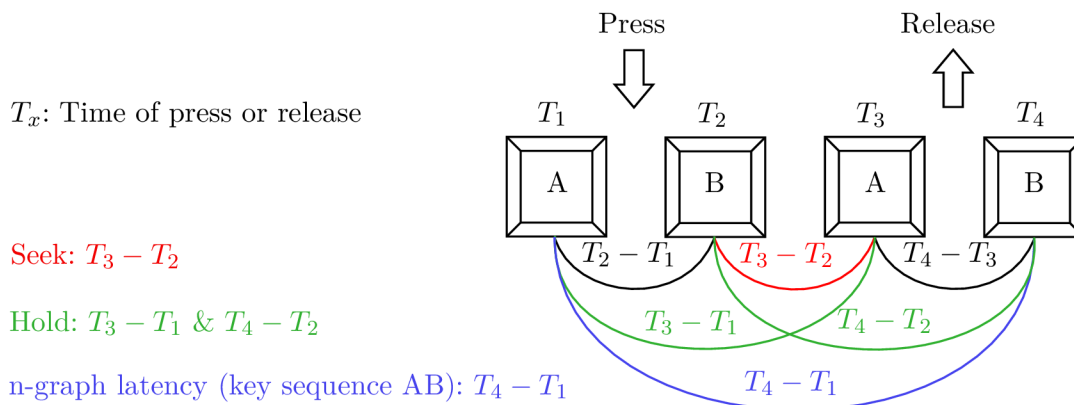 Press Release
T₁ T₂ T₃ T₄
Tₓ: Time of press or release
A B A B
T₂ − T₁ T₃ − T₂ T₄ − T₃
Seek: T₃ − T₂
Hold: T₃ − T₁ & T₄ − T₂
T₃ − T₁ T₄ − T₂
n-graph latency (key sequence AB): T₄ − T₁
T₄ − T₁